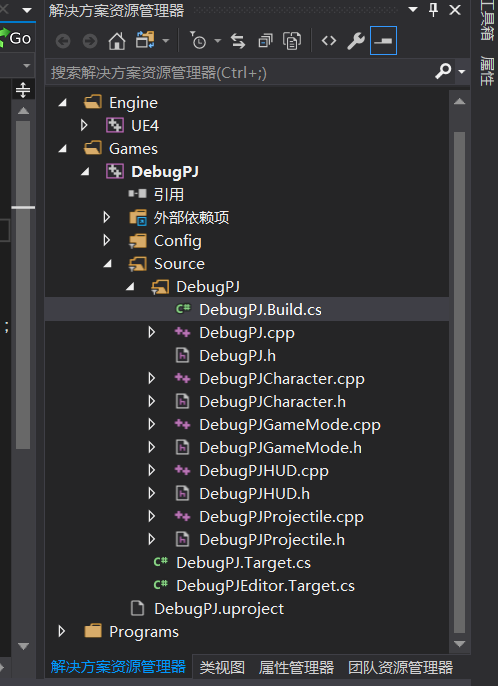 解决方案资源管理器
Go
搜索解决方案资源管理器(Ctrl+;)
Engine
UE4
Games
DebugPJ
引用
外部依赖项
Config
Source
DebugPJ
DebugPJ.Build.cs
;
DebugPJ.cpp
DebugPJ.h
DebugPJCharacter.cpp
DebugPJCharacter.h
DebugPJGameMode.cpp
DebugPJGameMode.h
DebugPJHUD.cpp
DebugPJHUD.h
DebugPJProjectile.cpp
DebugPJProjectile.h
DebugPJ.Target.cs
DebugPJEditor.Target.cs
DebugPJ.uproject
Programs
解决方案资源管理器 类视图 属性管理器 团队资源管理器
工具箱
属性